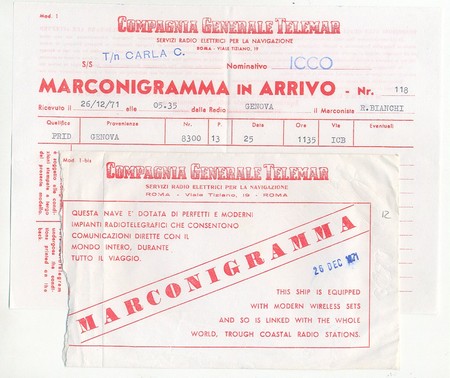 Mod. 1
COMPAGNIA GENERALE TELEMAR
SERVIZI RADIO ELETTRICI PER LA NAVIGAZIONE
ROMA - VIALE TIZIANO, 19
S/S T/n CARLA C. Nominativo ICCO
MARCONIGRAMMA IN ARRIVO - Nr. 118
Ricevuto il 26/12/71 alle 05.35 dalla Radio GENOVA il Marconista R.BIANCHI
Qualifica Provenienza Nr. P. Data Ore VIA Eventuali
PRID GENOVA 8300 13 25 1135 ICB
Mod. 1-bis
COMPAGNIA GENERALE TELEMAR
SERVIZI RADIO ELETTRICI PER LA NAVIGAZIONE
ROMA - Viale Tiziano, 19 - ROMA
QUESTA NAVE E' DOTATA DI PERFETTI E MODERNI
IMPIANTI RADIOTELEGRAFICI CHE CONSENTONO
COMUNICAZIONI DIRETTE CON IL
MONDO INTERO, DURANTE
TUTTO IL VIAGGIO.
12
MARCONIGRAMMA
26 DEC 1971
THIS SHIP IS EQUIPPED
WITH MODERN WIRELESS SETS
AND SO IS LINKED WITH THE WHOLE
WORLD, TROUGH COASTAL RADIO STATIONS.